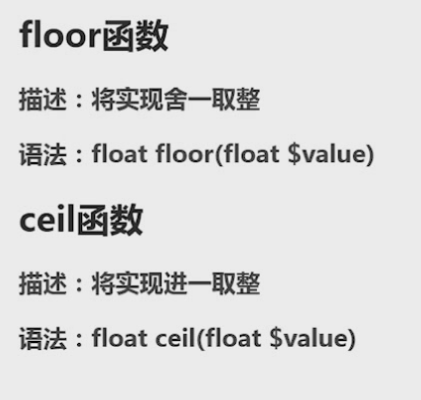 floor函数
描述：将实现舍一取整
语法：float floor(float $value)
ceil函数
描述：将实现进一取整
语法：float ceil(float $value)